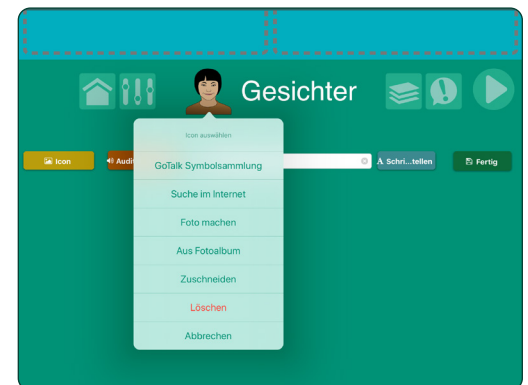 Gesichter
Icon auswählen
Icon
Audi
Schri...tellen
Fertig
GoTalk Symbolsammlung
Suche im Internet
Foto machen
Aus Fotoalbum
Zuschneiden
Löschen
Abbrechen